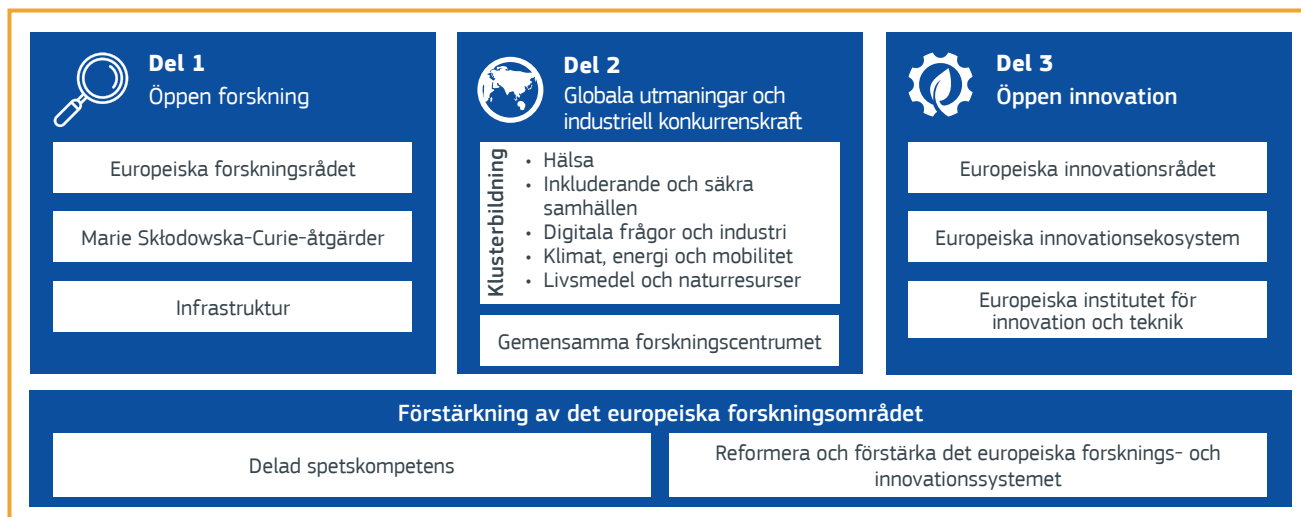 Del 1
Öppen forskning
Europeiska forskningsrådet
Marie Skłodowska-Curie-åtgärder
Infrastruktur
Del 2
Globala utmaningar och
industriell konkurrenskraft
Klusterbildning
• Hälsa
• Inkluderande och säkra
samhällen
• Digitala frågor och industri
• Klimat, energi och mobilitet
• Livsmedel och naturresurser
Gemensamma forskningscentrumet
Del 3
Öppen innovation
Europeiska innovationsrådet
Europeiska innovationsekosystem
Europeiska institutet för
innovation och teknik
Förstärkning av det europeiska forskningsområdet
Delad spetskompetens
Reformera och förstärka det europeiska forsknings- och
innovationssystemet